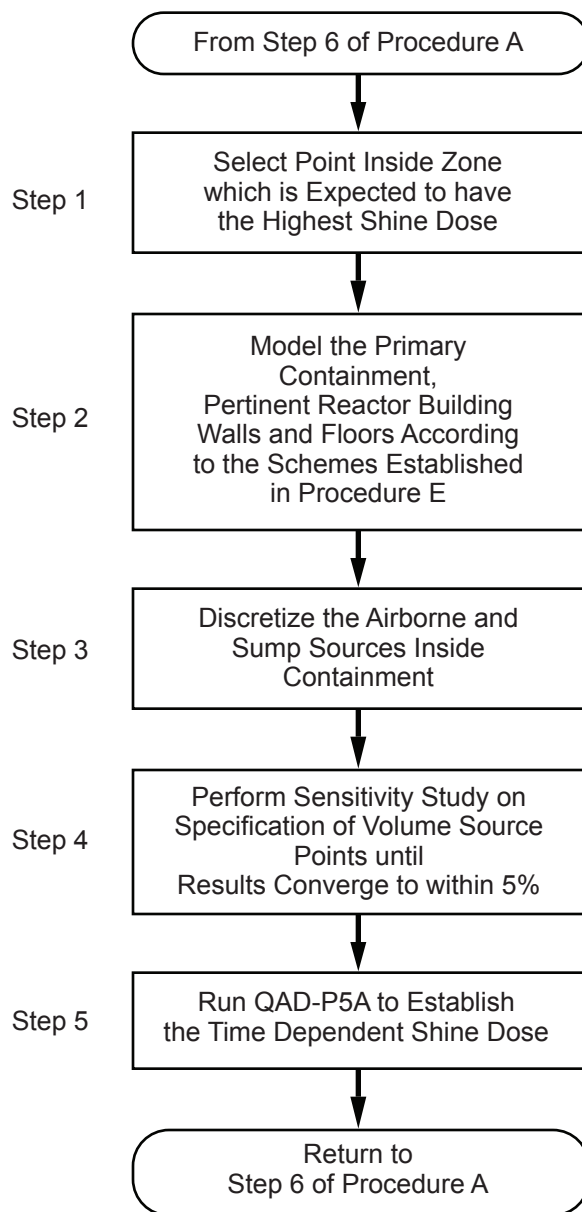 From Step 6 of Procedure A
Step 1
Select Point Inside Zone
which is Expected to have
the Highest Shine Dose
Step 2
Model the Primary
Containment,
Pertinent Reactor Building
Walls and Floors According
to the Schemes Established
in Procedure E
Step 3
Discretize the Airborne and
Sump Sources Inside
Containment
Step 4
Perform Sensitivity Study on
Specification of Volume Source
Points until
Results Converge to within 5%
Step 5
Run QAD-P5A to Establish
the Time Dependent Shine Dose
Return to
Step 6 of Procedure A